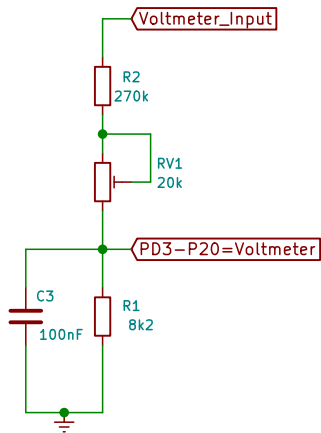 Voltmeter_Input
R2
270k
RV1
20k
PD3-P20=Voltmeter
C3
100nF
R1
8k2